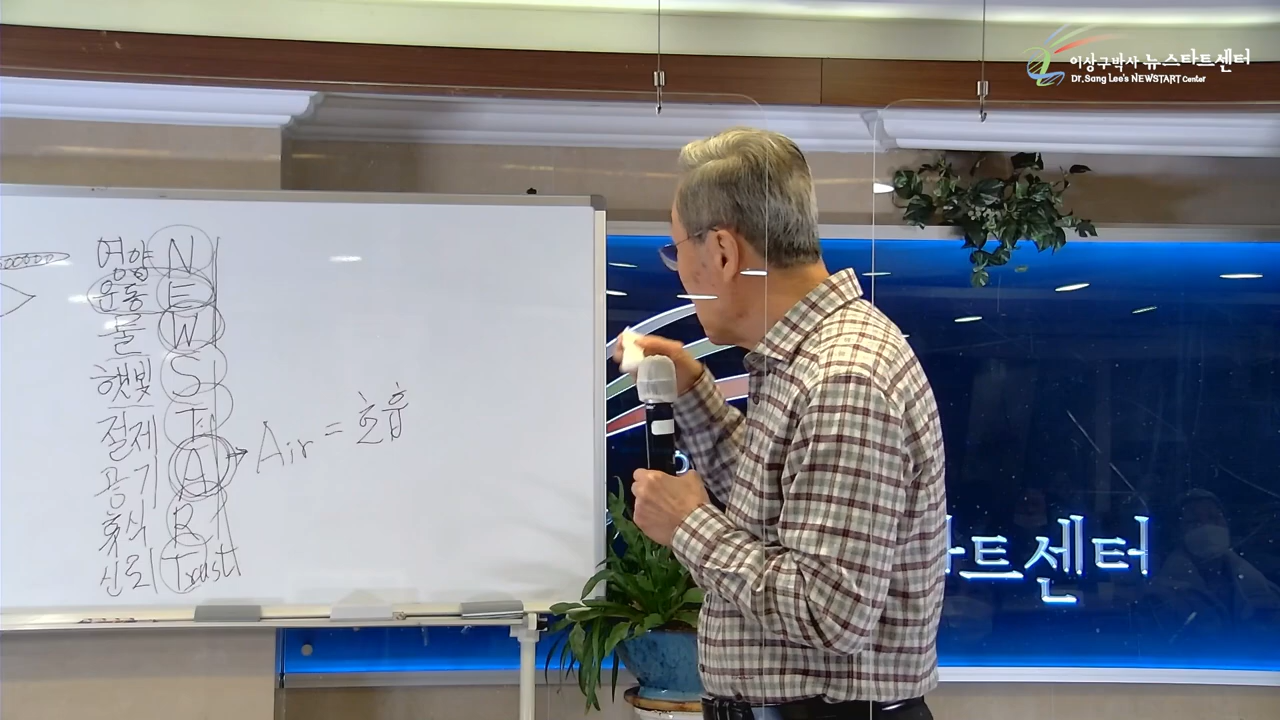 이상구박사 뉴스타트센터
Dr. Sang Lee's NEWSTART Center
영양 N
운동 E
물 W
햇빛 S
절제 T
공기 A → Air = 호흡
휴식 R
신뢰 Trust
타트센터